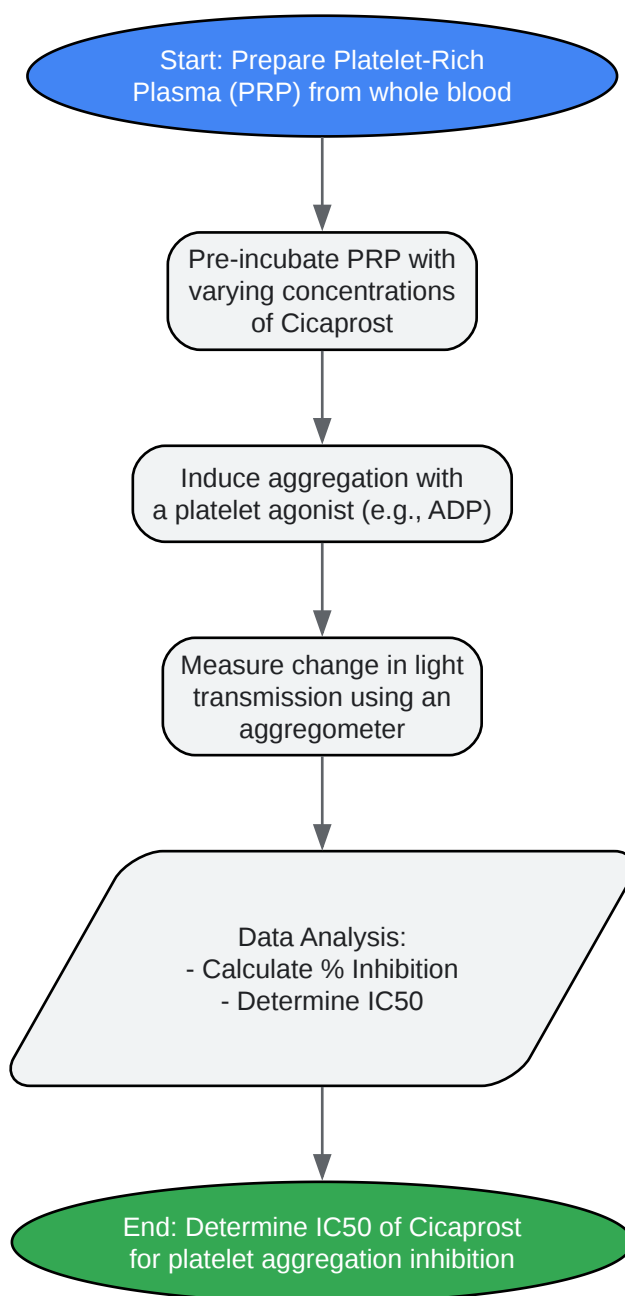 Start: Prepare Platelet-Rich
Plasma (PRP) from whole blood
Pre-incubate PRP with
varying concentrations
of Cicaprost
Induce aggregation with
a platelet agonist (e.g., ADP)
Measure change in light
transmission using an
aggregometer
Data Analysis:
- Calculate % Inhibition
- Determine IC50
End: Determine IC50 of Cicaprost
for platelet aggregation inhibition